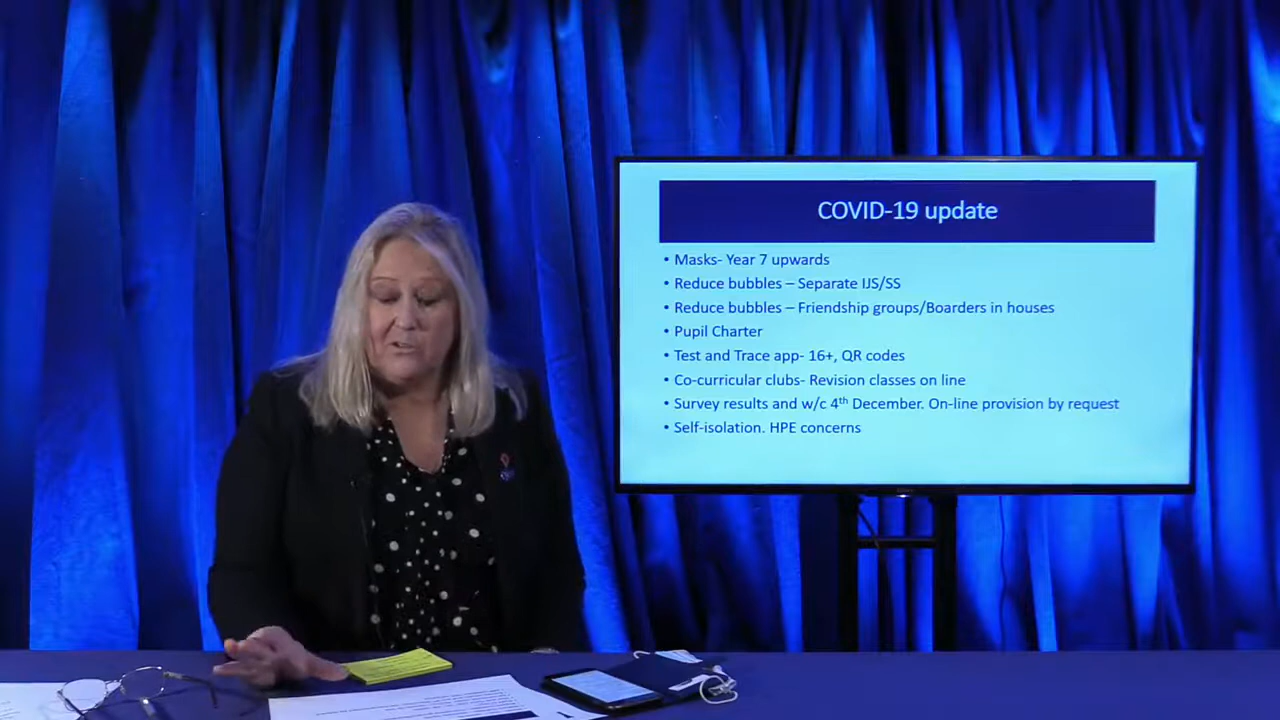 COVID-19 update
• Masks- Year 7 upwards
• Reduce bubbles – Separate IJS/SS
• Reduce bubbles – Friendship groups/Boarders in houses
• Pupil Charter
• Test and Trace app- 16+, QR codes
• Co-curricular clubs- Revision classes on line
• Survey results and w/c 4th December. On-line provision by request
• Self-isolation. HPE concerns